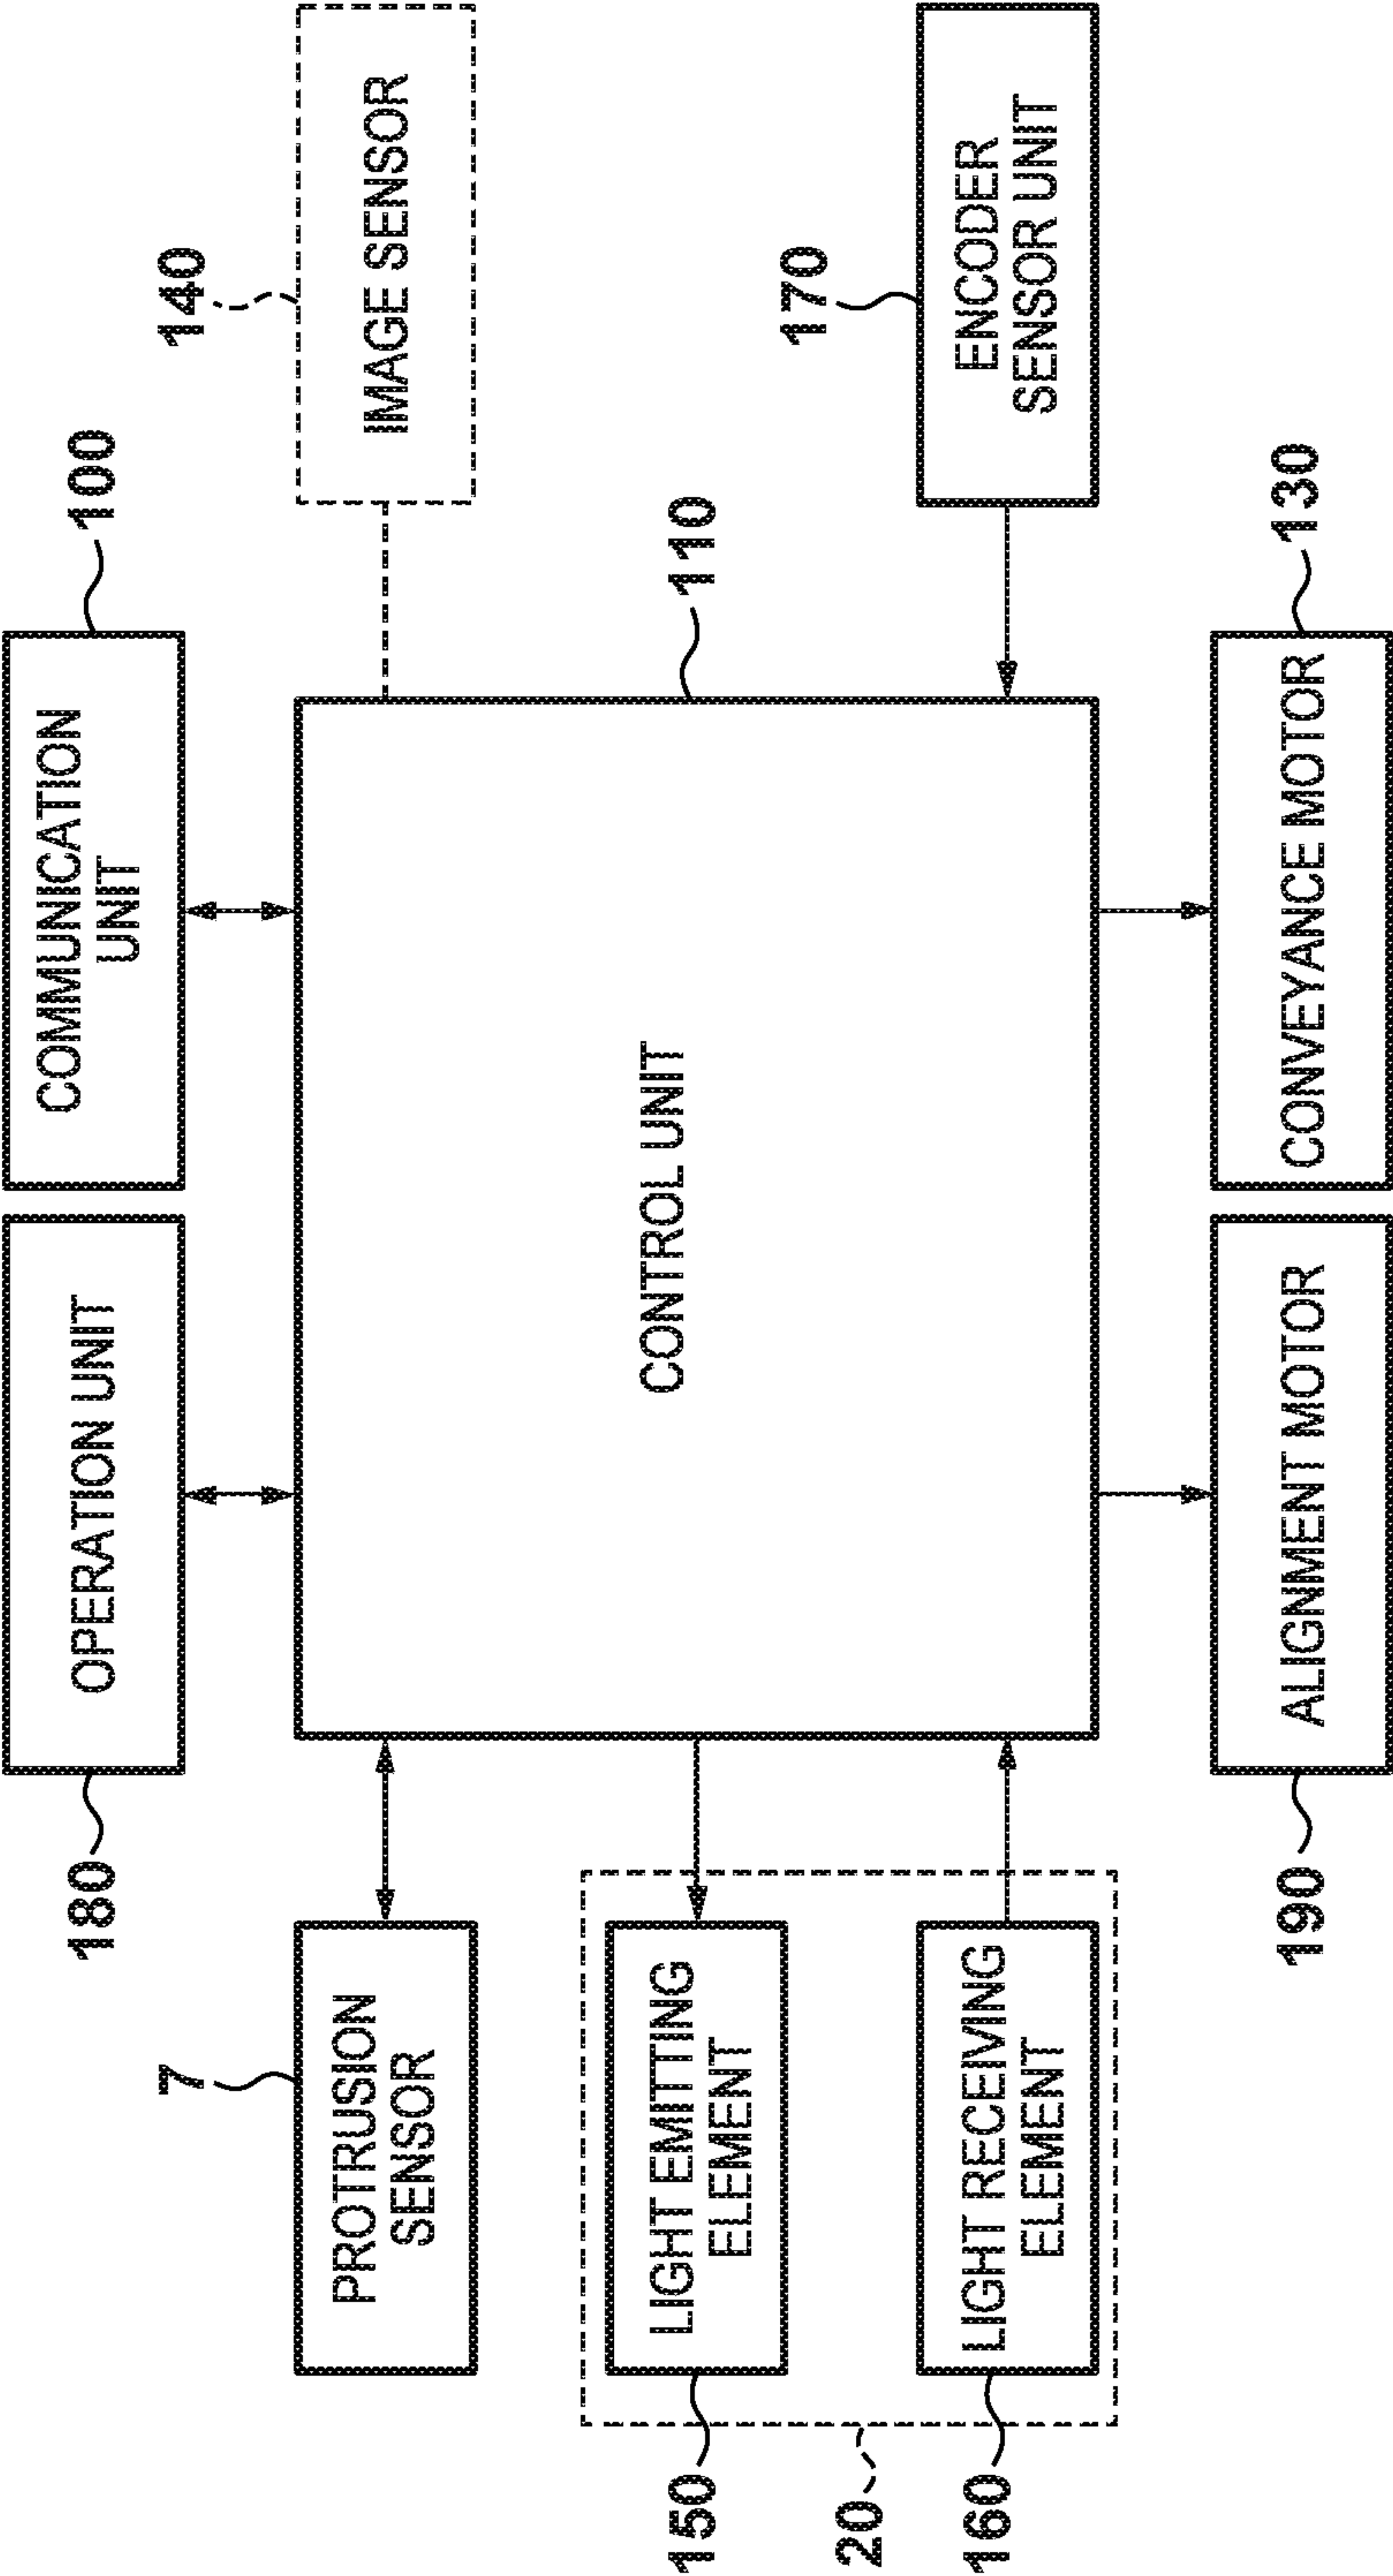 180
OPERATION UNIT
COMMUNICATION
UNIT
100
7
PROTRUSION
SENSOR
140
IMAGE SENSOR
150
LIGHT EMITTING
ELEMENT
CONTROL UNIT
110
20
160
LIGHT RECEIVING
ELEMENT
170
ENCODER
SENSOR UNIT
190
ALIGNMENT MOTOR
CONVEYANCE MOTOR
130